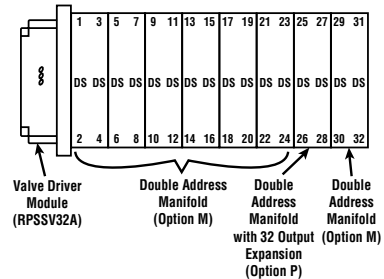 1 3 5 7 9 11 13 15 17 19 21 23 25 27 29 31
DS DS DS DS DS DS DS DS DS DS DS DS DS DS DS DS
2 4 6 8 10 12 14 16 18 20 22 24 26 28 30 32
Valve Driver
Module
(RPSSV32A)
Double Address
Manifold
(Option M)
Double
Address
Manifold
with 32 Output
Expansion
(Option P)
Double
Address
Manifold
(Option M)